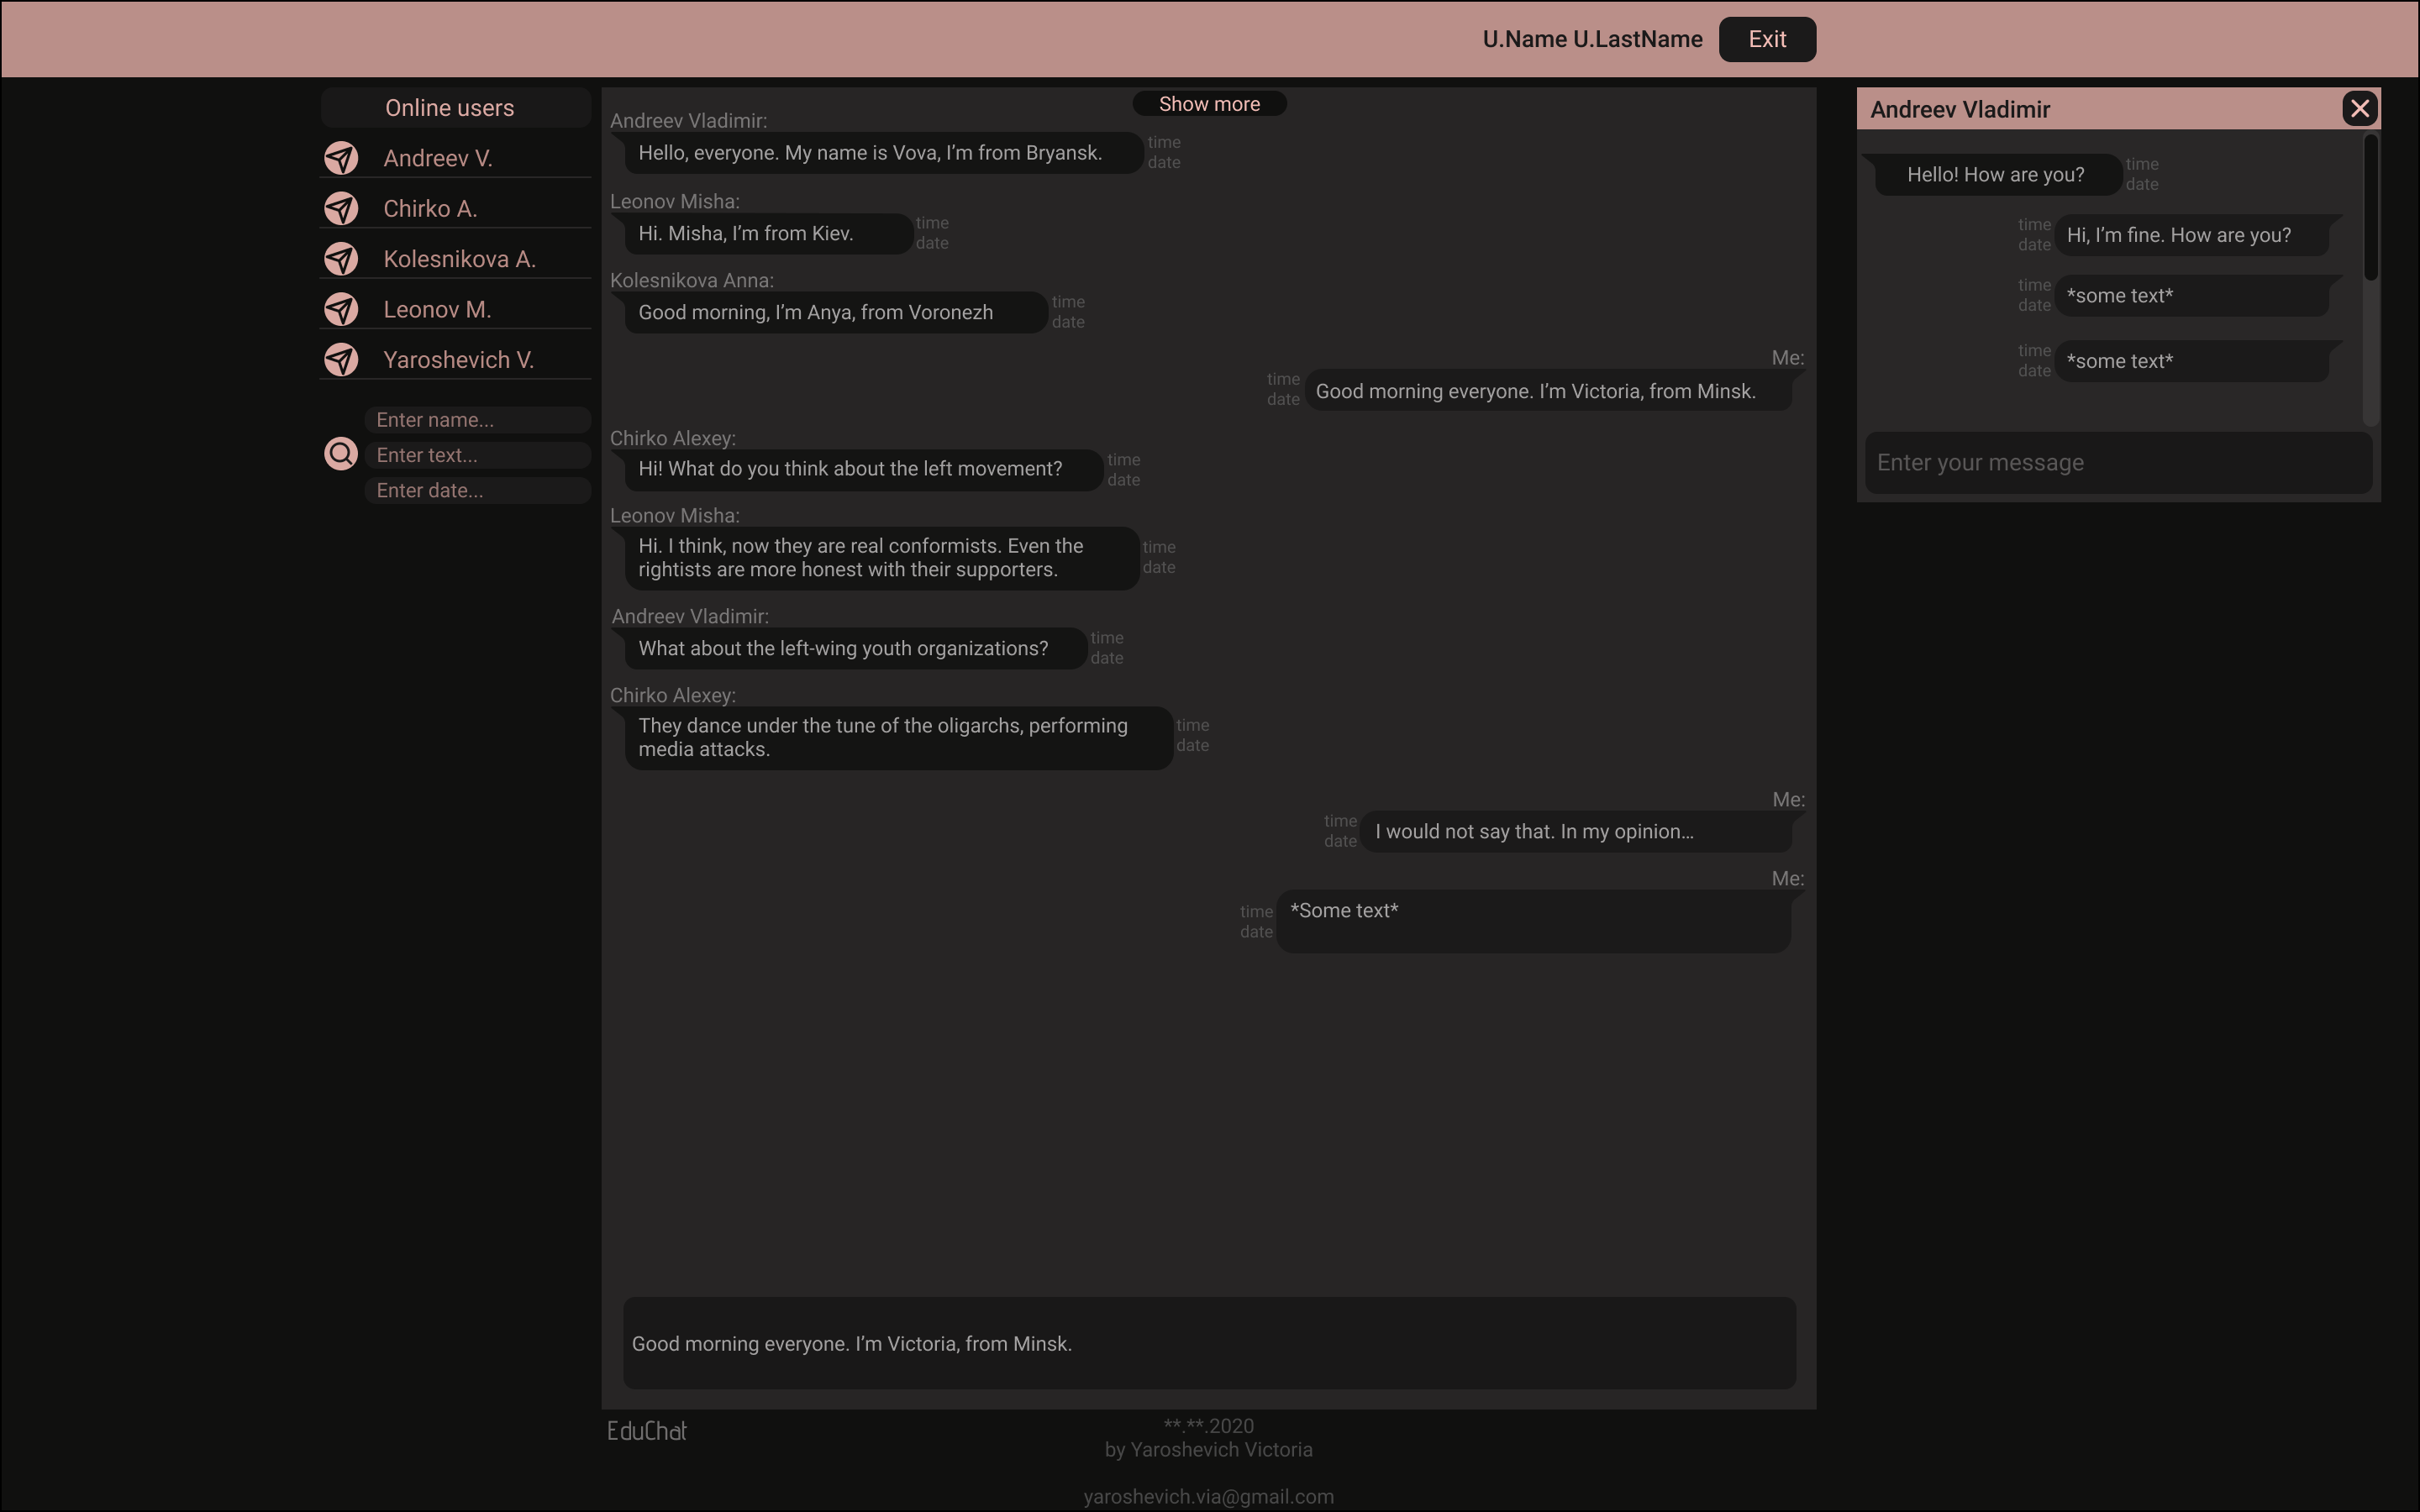 U.Name U.LastName
Exit
Online users
Andreev V.
Chirko A.
Kolesnikova A.
Leonov M.
Yaroshevich V.
Enter name...
Enter text...
Enter date...
Show more
Andreev Vladimir:
Hello, everyone. My name is Vova, I’m from Bryansk.
time
date
Leonov Misha:
Hi. Misha, I’m from Kiev.
time
date
Kolesnikova Anna:
Good morning, I’m Anya, from Voronezh
time
date
Me:
time
date
Good morning everyone. I’m Victoria, from Minsk.
Chirko Alexey:
Hi! What do you think about the left movement?
time
date
Leonov Misha:
Hi. I think, now they are real conformists. Even the
rightists are more honest with their supporters.
time
date
Andreev Vladimir:
What about the left-wing youth organizations?
time
date
Chirko Alexey:
They dance under the tune of the oligarchs, performing
media attacks.
time
date
Me:
time
date
I would not say that. In my opinion...
Me:
time
date
*Some text*
Good morning everyone. I’m Victoria, from Minsk.
Andreev Vladimir
Hello! How are you?
time
date
time
date
Hi, I’m fine. How are you?
time
date
*some text*
time
date
*some text*
Enter your message
EduChat
**.**.2020
by Yaroshevich Victoria
yaroshevich.via@gmail.com